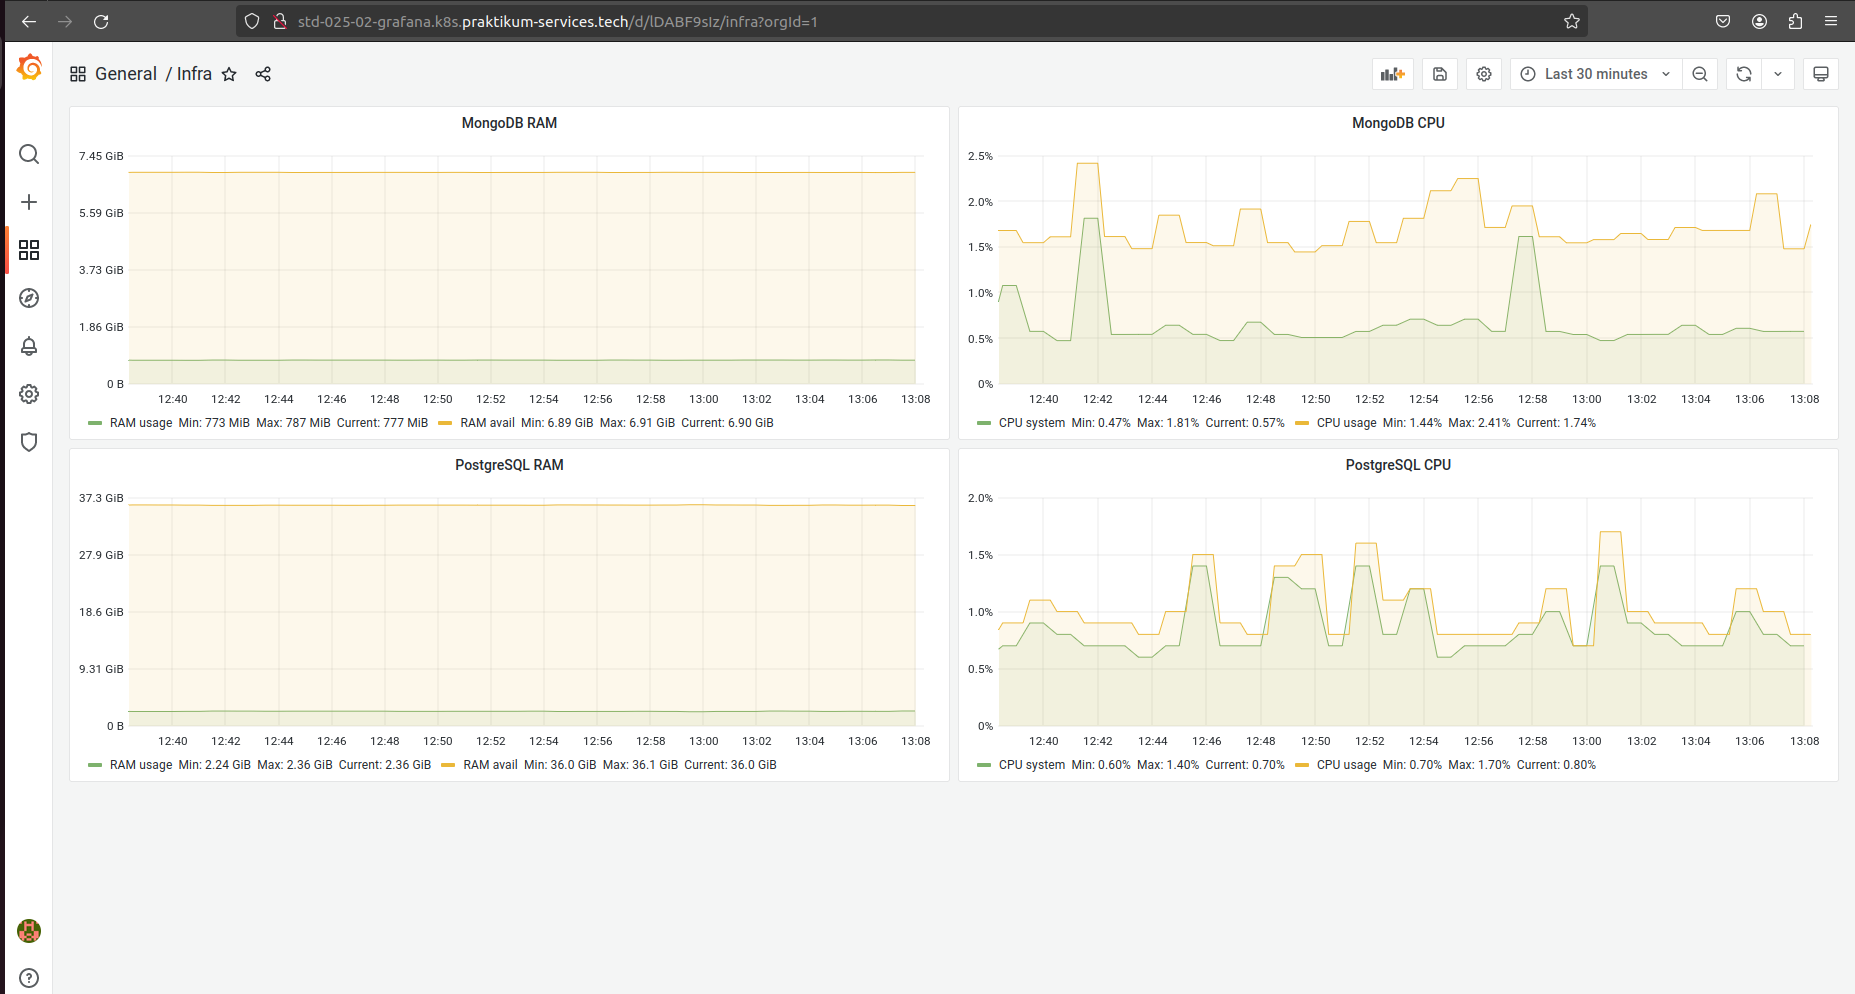 std-025-02-grafana.k8s.praktikum-services.tech/d/lDABF9sIz/infra?orgId=1
General / Infra
Last 30 minutes
MongoDB RAM
7.45 GiB
5.59 GiB
3.73 GiB
1.86 GiB
0 B
12:40 12:42 12:44 12:46 12:48 12:50 12:52 12:54 12:56 12:58 13:00 13:02 13:04 13:06 13:08
RAM usage Min: 773 MiB Max: 787 MiB Current: 777 MiB RAM avail Min: 6.89 GiB Max: 6.91 GiB Current: 6.90 GiB
MongoDB CPU
2.5%
2.0%
1.5%
1.0%
0.5%
0%
12:40 12:42 12:44 12:46 12:48 12:50 12:52 12:54 12:56 12:58 13:00 13:02 13:04 13:06 13:08
CPU system Min: 0.47% Max: 1.81% Current: 0.57% CPU usage Min: 1.44% Max: 2.41% Current: 1.74%
PostgreSQL RAM
37.3 GiB
27.9 GiB
18.6 GiB
9.31 GiB
0 B
12:40 12:42 12:44 12:46 12:48 12:50 12:52 12:54 12:56 12:58 13:00 13:02 13:04 13:06 13:08
RAM usage Min: 2.24 GiB Max: 2.36 GiB Current: 2.36 GiB RAM avail Min: 36.0 GiB Max: 36.1 GiB Current: 36.0 GiB
PostgreSQL CPU
2.0%
1.5%
1.0%
0.5%
0%
12:40 12:42 12:44 12:46 12:48 12:50 12:52 12:54 12:56 12:58 13:00 13:02 13:04 13:06 13:08
CPU system Min: 0.60% Max: 1.40% Current: 0.70% CPU usage Min: 0.70% Max: 1.70% Current: 0.80%